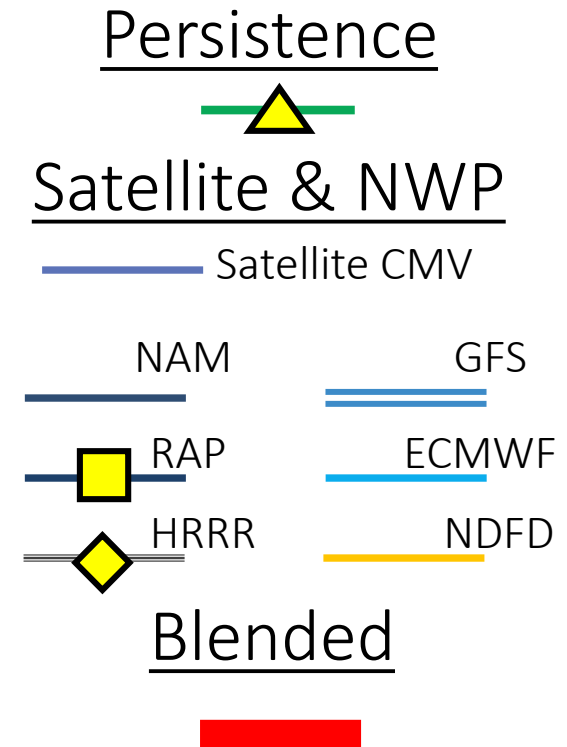 Persistence
Satellite & NWP
Satellite CMV
NAM
GFS
RAP
ECMWF
HRRR
NDFD
Blended